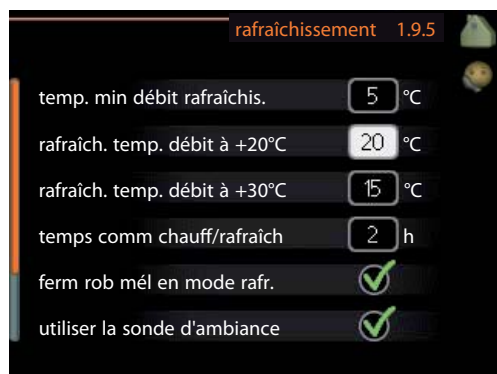 rafraîchissement 1.9.5
temp. min débit rafraîchis. 5 °C
rafraîch. temp. débit à +20°C 20 °C
rafraîch. temp. débit à +30°C 15 °C
temps comm chauff/rafraîch 2 h
ferm rob mél en mode rafr.
utiliser la sonde d'ambiance